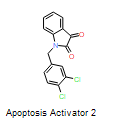 O
O
N
Cl
Cl
Apoptosis Activator 2